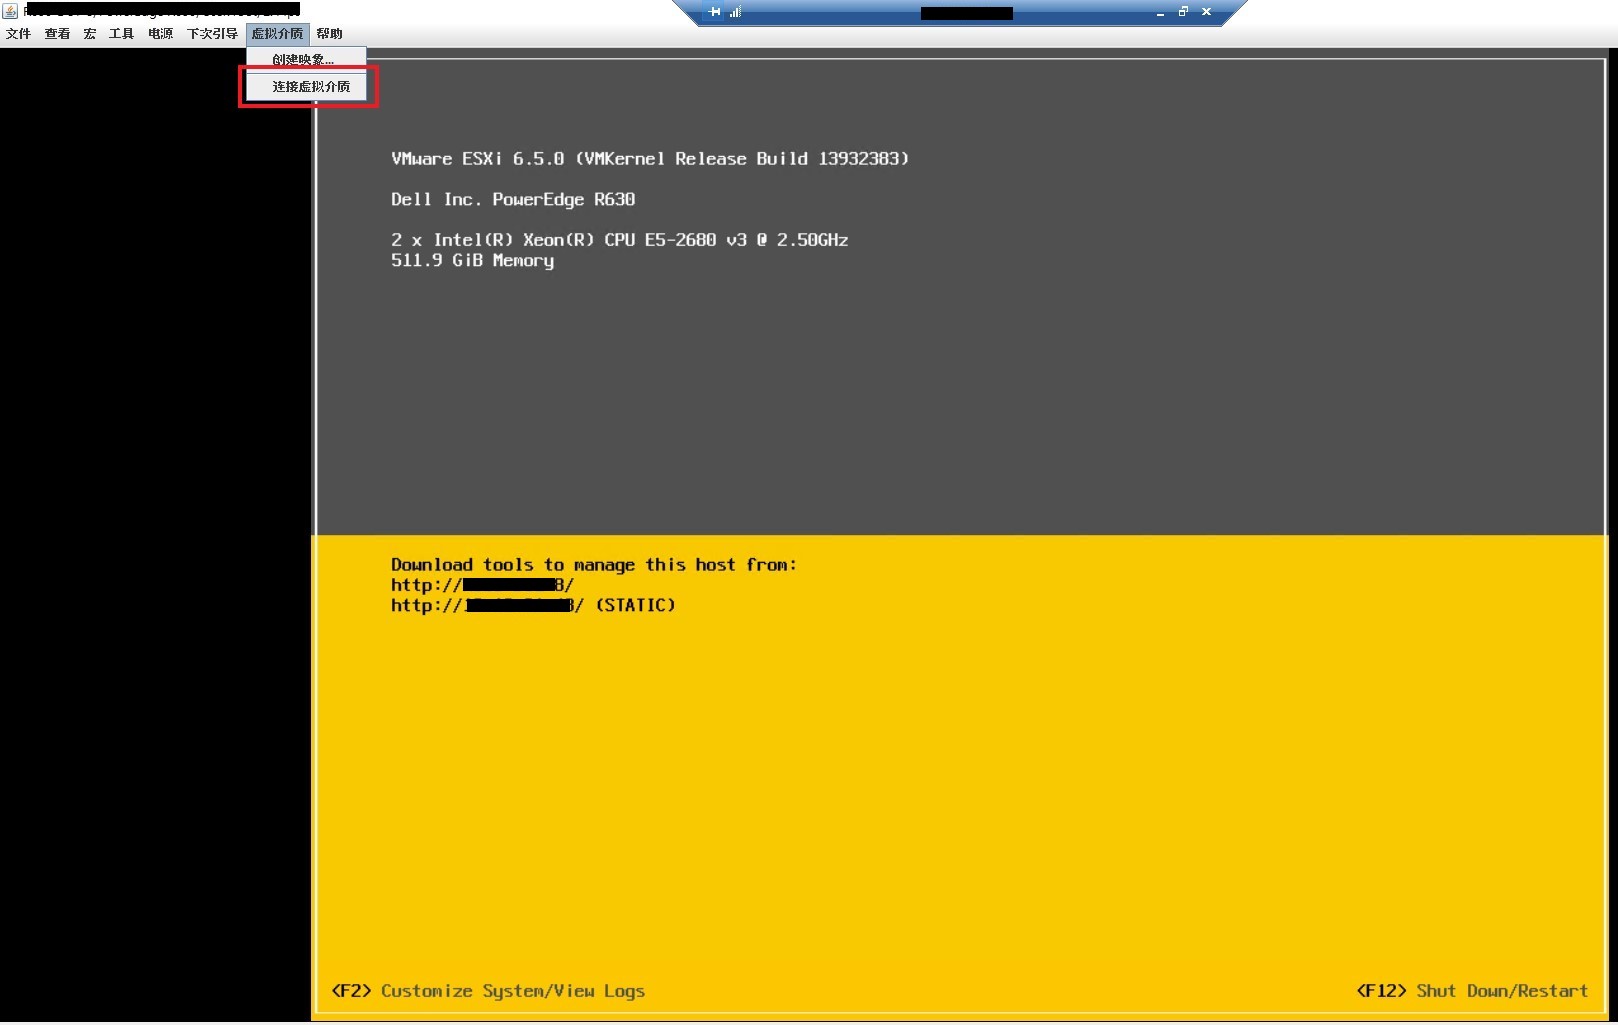 文件 查看 宏 工具 电源 下次引导 虚拟介质 帮助
创建映象...
连接虚拟介质
VMware ESXi 6.5.0 (VMKernel Release Build 13932383)
Dell Inc. PowerEdge R630
2 x Intel(R) Xeon(R) CPU E5-2680 v3 @ 2.50GHz
511.9 GiB Memory
Download tools to manage this host from:
http://8/
http:///ㅤ(STATIC)
<F2> Customize System/View Logs
<F12> Shut Down/Restart